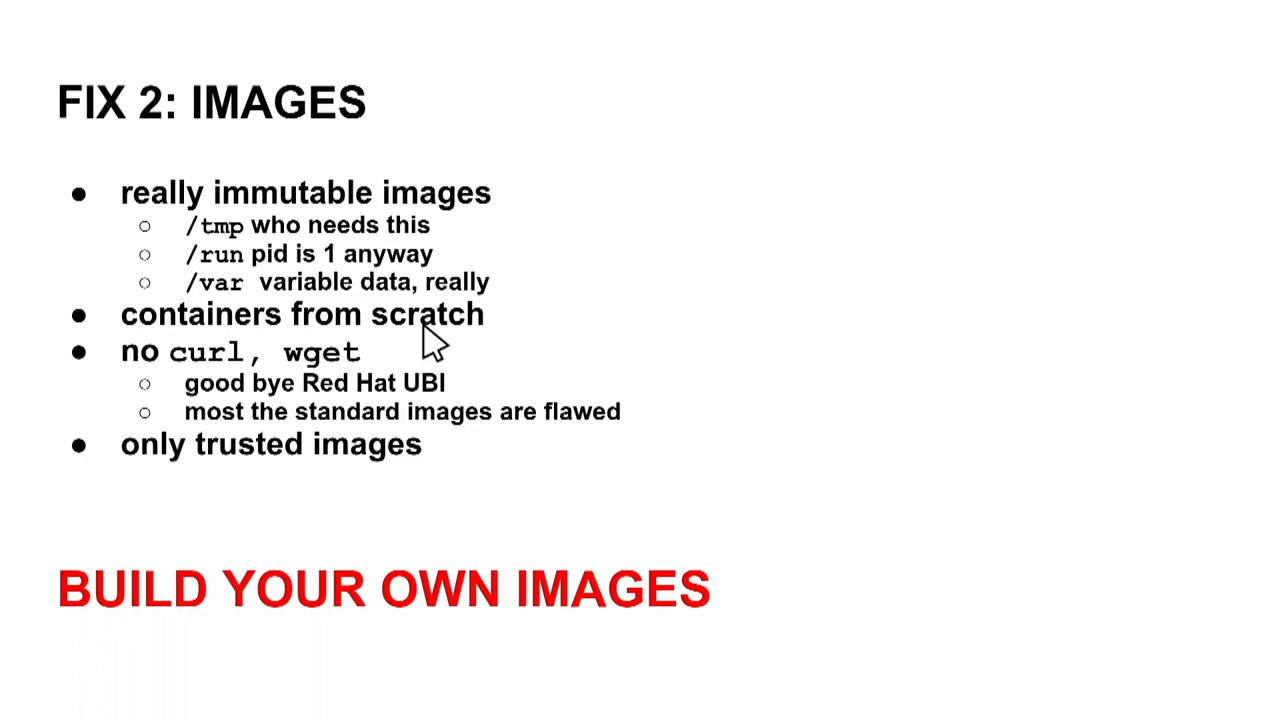 FIX 2: IMAGES
● really immutable images
○ /tmp who needs this
○ /run pid is 1 anyway
○ /var variable data, really
● containers from scratch
● no curl, wget
○ good bye Red Hat UBI
○ most the standard images are flawed
● only trusted images
BUILD YOUR OWN IMAGES